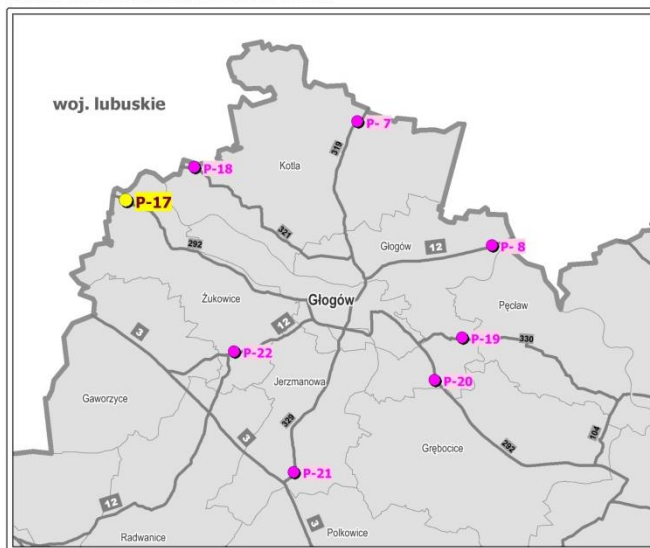 woj. lubuskie
P- 7
319
P-18
Kotla
P-17
321
292
Głogów
12
P- 8
Żukowice
Głogów
Pęcław
12
3
P-19
330
P-22
Jerzmanowa
P-20
Gaworzyce
329
104
3
Grębocice
292
P-21
12
3
Radwanice
Polkowice